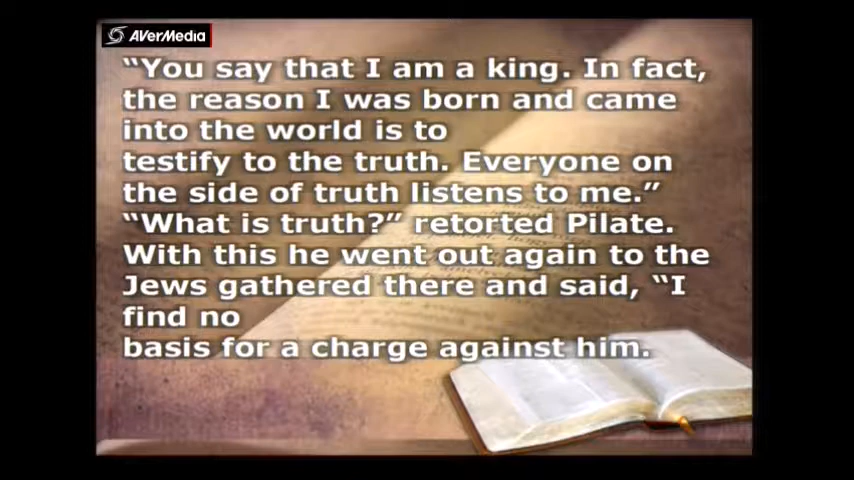 AVerMedia
“You say that I am a king. In fact,
the reason I was born and came
into the world is to
testify to the truth. Everyone on
the side of truth listens to me.”
“What is truth?” retorted Pilate.
With this he went out again to the
Jews gathered there and said, “I
find no
basis for a charge against him.